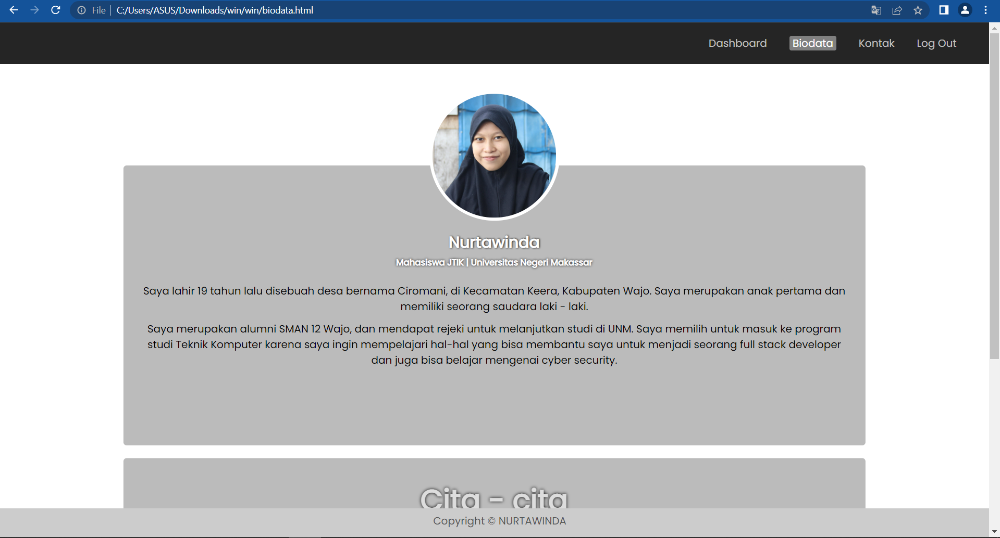 File | C:/Users/ASUS/Downloads/win/win/biodata.html
Dashboard Biodata Kontak Log Out
Nurtawinda
Mahasiswa JTIK | Universitas Negeri Makassar
Saya lahir 19 tahun lalu disebuah desa bernama Ciromani, di Kecamatan Keera, Kabupaten Wajo. Saya merupakan anak pertama dan
memiliki seorang saudara laki - laki.
Saya merupakan alumni SMAN 12 Wajo, dan mendapat rejeki untuk melanjutkan studi di UNM. Saya memilih untuk masuk ke program
studi Teknik Komputer karena saya ingin mempelajari hal-hal yang bisa membantu saya untuk menjadi seorang full stack developer
dan juga bisa belajar mengenai cyber security.
Cita - cita
Copyright © NURTAWINDA